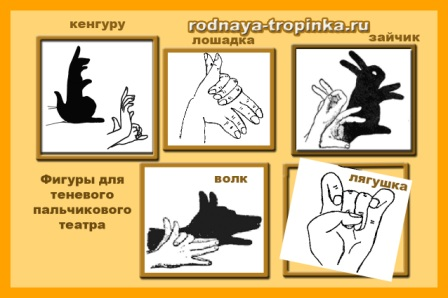 rodnaya-tropinka.ru
кенгуру
лошадка
зайчик
Фигуры для
теневого
пальчикового
театра
волк
лягушка